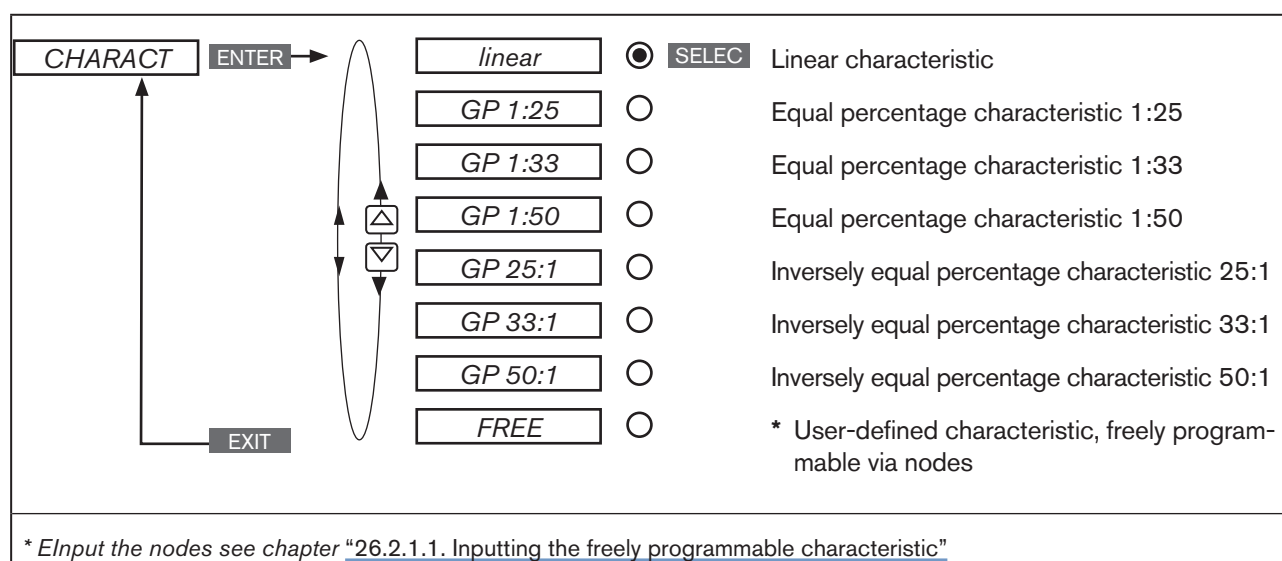 CHARACT ENTER linear SELEC Linear characteristic
GP 1:25 Equal percentage characteristic 1:25
GP 1:33 Equal percentage characteristic 1:33
GP 1:50 Equal percentage characteristic 1:50
GP 25:1 Inversely equal percentage characteristic 25:1
GP 33:1 Inversely equal percentage characteristic 33:1
GP 50:1 Inversely equal percentage characteristic 50:1
EXIT FREE * User-defined characteristic, freely program-
mable via nodes
* EInput the nodes see chapter "26.2.1.1. Inputting the freely programmable characteristic"